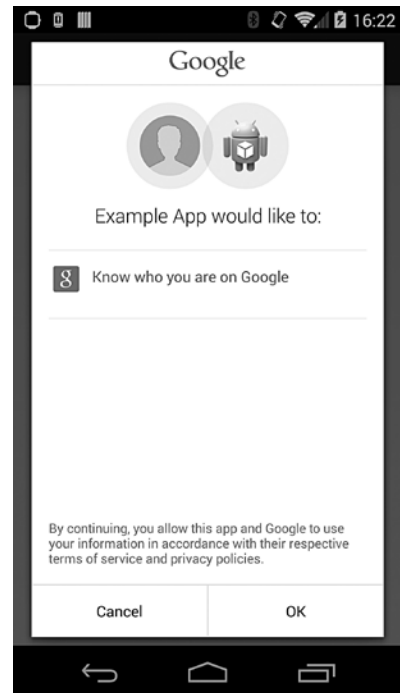 16:22
Google
Example App would like to:
g Know who you are on Google
By continuing, you allow this app and Google to use
your information in accordance with their respective
terms of service and privacy policies.
Cancel OK